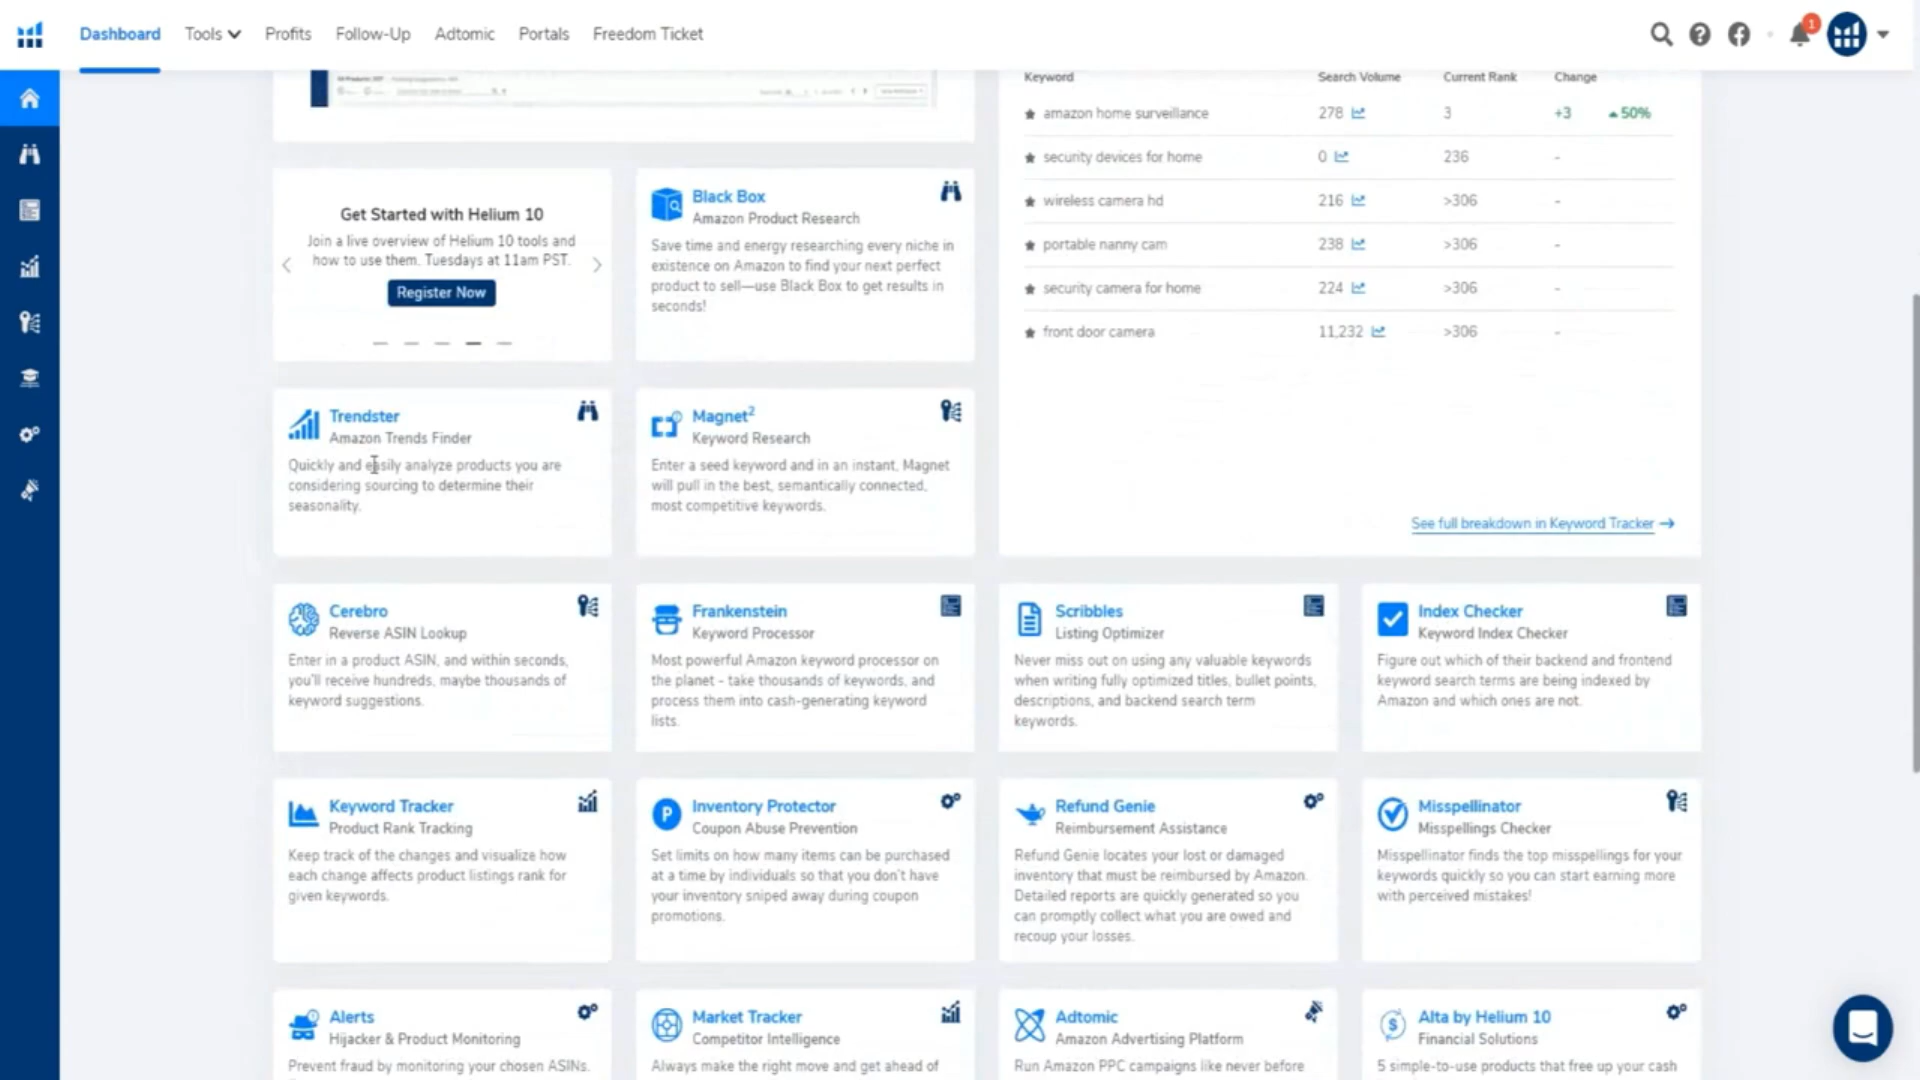 Dashboard
Tools
Profits
Follow-Up
Adtomic
Portals
Freedom Ticket
1
Keyword Search Volume Current Rank Change
amazon home surveillance 278 3 +3 50%
security devices for home 0 236 -
wireless camera hd 216 >306 -
portable nanny cam 238 >306 -
security camera for home 224 >306 -
front door camera 11,232 >306 -
See full breakdown in Keyword Tracker
Get Started with Helium 10
Join a live overview of Helium 10 tools and
how to use them. Tuesdays at 11am PST.
Register Now
Black Box
Amazon Product Research
Save time and energy researching every niche in
existence on Amazon to find your next perfect
product to sell—use Black Box to get results in
seconds!
Trendster
Amazon Trends Finder
Quickly and easily analyze products you are
considering sourcing to determine their
seasonality.
Magnet2
Keyword Research
Enter a seed keyword and in an instant, Magnet
will pull in the best, semantically connected,
most competitive keywords.
Cerebro
Reverse ASIN Lookup
Enter in a product ASIN, and within seconds,
you'll receive hundreds, maybe thousands of
keyword suggestions.
Frankenstein
Keyword Processor
Most powerful Amazon keyword processor on
the planet - take thousands of keywords, and
process them into cash-generating keyword
lists.
Scribbles
Listing Optimizer
Never miss out on using any valuable keywords
when writing fully optimized titles, bullet points,
descriptions, and backend search term
keywords.
Index Checker
Keyword Index Checker
Figure out which of their backend and frontend
keyword search terms are being indexed by
Amazon and which ones are not.
Keyword Tracker
Product Rank Tracking
Keep track of the changes and visualize how
each change affects product listings rank for
given keywords.
P
Inventory Protector
Coupon Abuse Prevention
Set limits on how many items can be purchased
at a time by individuals so that you don't have
your inventory sniped away during coupon
promotions.
Refund Genie
Reimbursement Assistance
Refund Genie locates your lost or damaged
inventory that must be reimbursed by Amazon.
Detailed reports are quickly generated so you
can promptly collect what you are owed and
recoup your losses.
Misspellinator
Misspellings Checker
Misspellinator finds the top misspellings for your
keywords quickly so you can start earning more
with perceived mistakes!
Alerts
Hijacker & Product Monitoring
Prevent fraud by monitoring your chosen ASINs.
Market Tracker
Competitor Intelligence
Always make the right move and get ahead of
Adtomic
Amazon Advertising Platform
Run Amazon PPC campaigns like never before
$
Alta by Helium 10
Financial Solutions
5 simple-to-use products that free up your cash